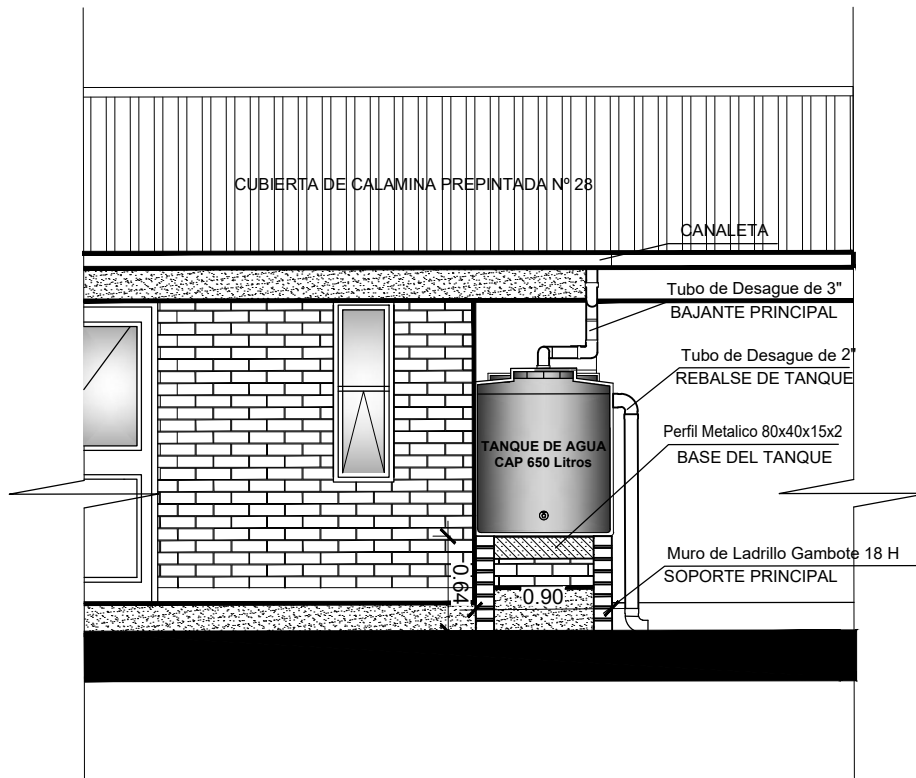 CUBIERTA DE CALAMINA PREPINTADA Nº 28
CANALETA
Tubo de Desague de 3"
BAJANTE PRINCIPAL
Tubo de Desague de 2"
REBALSE DE TANQUE
TANQUE DE AGUA
CAP 650 Litros
Perfil Metalico 80x40x15x2
BASE DEL TANQUE
Muro de Ladrillo Gambote 18 H
SOPORTE PRINCIPAL
0.64
0.90